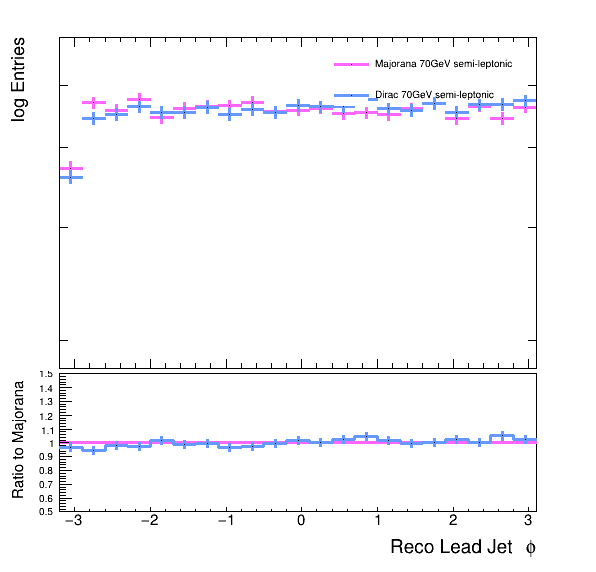 log Entries
Majorana 70GeV semi-leptonic
Dirac 70GeV semi-leptonic
Ratio to Majorana
1.5
1.4
1.3
1.2
1.1
1
0.9
0.8
0.7
0.6
0.5
−3 −2 −1 0 1 2 3
Reco Lead Jet ϕ